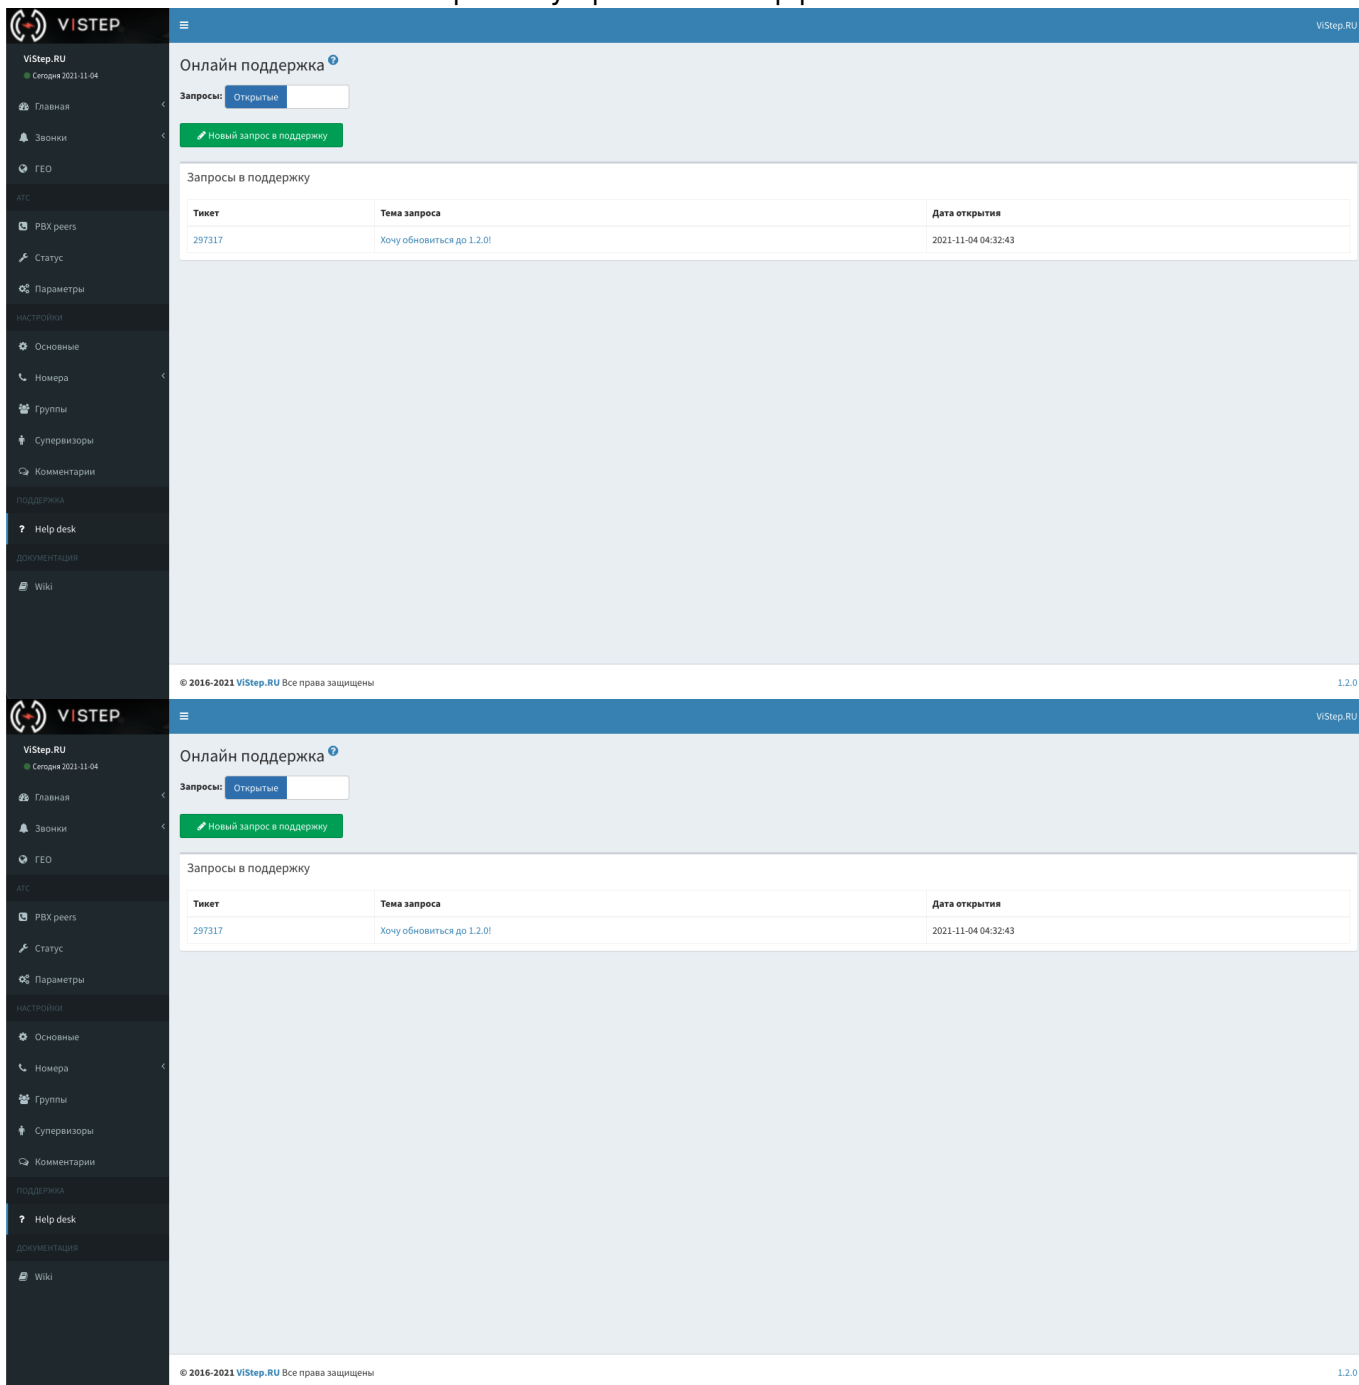 VISTEP
ViStep.RU
ViStep.RU
Сегодня 2021-11-04
Главная
Звонки
ГЕО
АТС
PBX peers
Статус
Параметры
НАСТРОЙКИ
Основные
Номера
Группы
Супервизоры
Комментарии
ПОДДЕРЖКА
Help desk
ДОКУМЕНТАЦИЯ
Wiki
Онлайн поддержка
Запросы: Открытые
Новый запрос в поддержку
Запросы в поддержку
Тикет Тема запроса Дата открытия
297317 Хочу обновиться до 1.2.0! 2021-11-04 04:32:43
© 2016-2021 ViStep.RU Все права защищены 1.2.0
VISTEP
ViStep.RU
ViStep.RU
Сегодня 2021-11-04
Главная
Звонки
ГЕО
АТС
PBX peers
Статус
Параметры
НАСТРОЙКИ
Основные
Номера
Группы
Супервизоры
Комментарии
ПОДДЕРЖКА
Help desk
ДОКУМЕНТАЦИЯ
Wiki
Онлайн поддержка
Запросы: Открытые
Новый запрос в поддержку
Запросы в поддержку
Тикет Тема запроса Дата открытия
297317 Хочу обновиться до 1.2.0! 2021-11-04 04:32:43
© 2016-2021 ViStep.RU Все права защищены 1.2.0